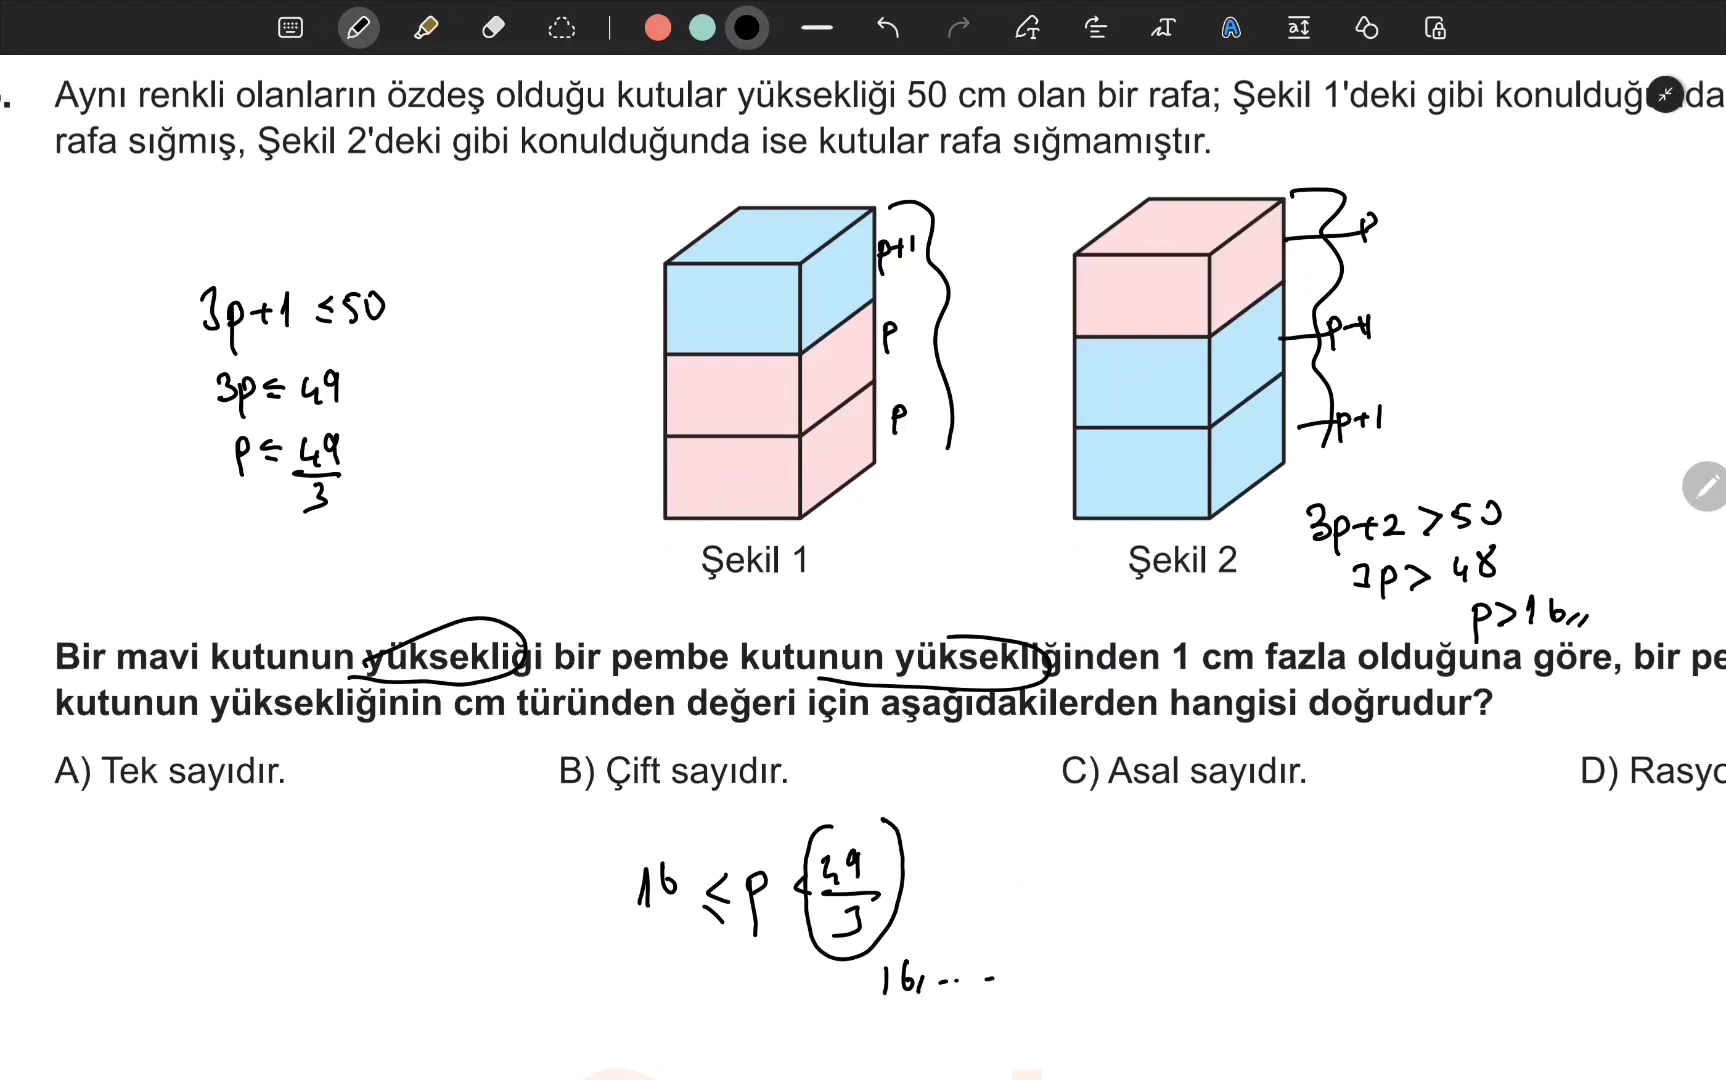 Aynı renkli olanların özdeş olduğu kutular yüksekliği 50 cm olan bir rafa; Şekil 1'deki gibi konulduğ da
rafa sığmış, Şekil 2'deki gibi konulduğunda ise kutular rafa sığmamıştır.
3p+1 ≤50
3p≤ 49
p≤ 49/3
p+1
p
p
p
p+1
p+1
Şekil 1
Şekil 2
3p+2 >50
3p> 48
p>16
Bir mavi kutunun yüksekliği bir pembe kutunun yüksekliğinden 1 cm fazla olduğuna göre, bir pe
kutunun yüksekliğinin cm türünden değeri için aşağıdakilerden hangisi doğrudur?
A) Tek sayıdır.
B) Çift sayıdır.
C) Asal sayıdır.
D) Rasyo
16 ≤ p < 49/3
16,...